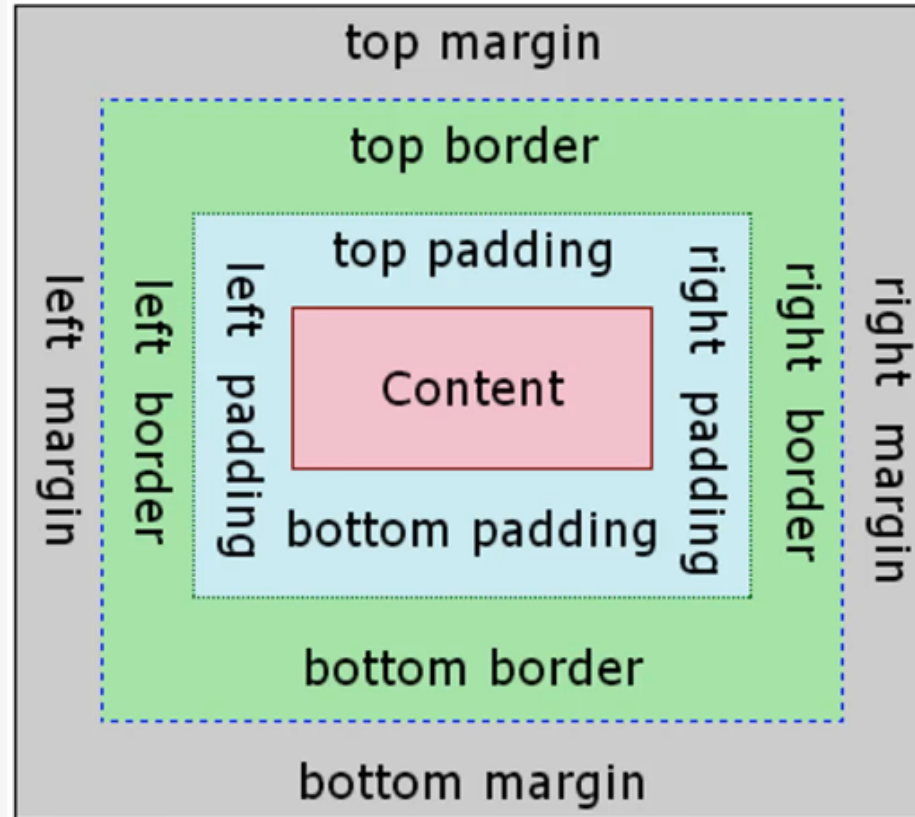 top margin
top border
top padding
left margin
left border
left padding
Content
right padding
right border
right margin
bottom padding
bottom border
bottom margin